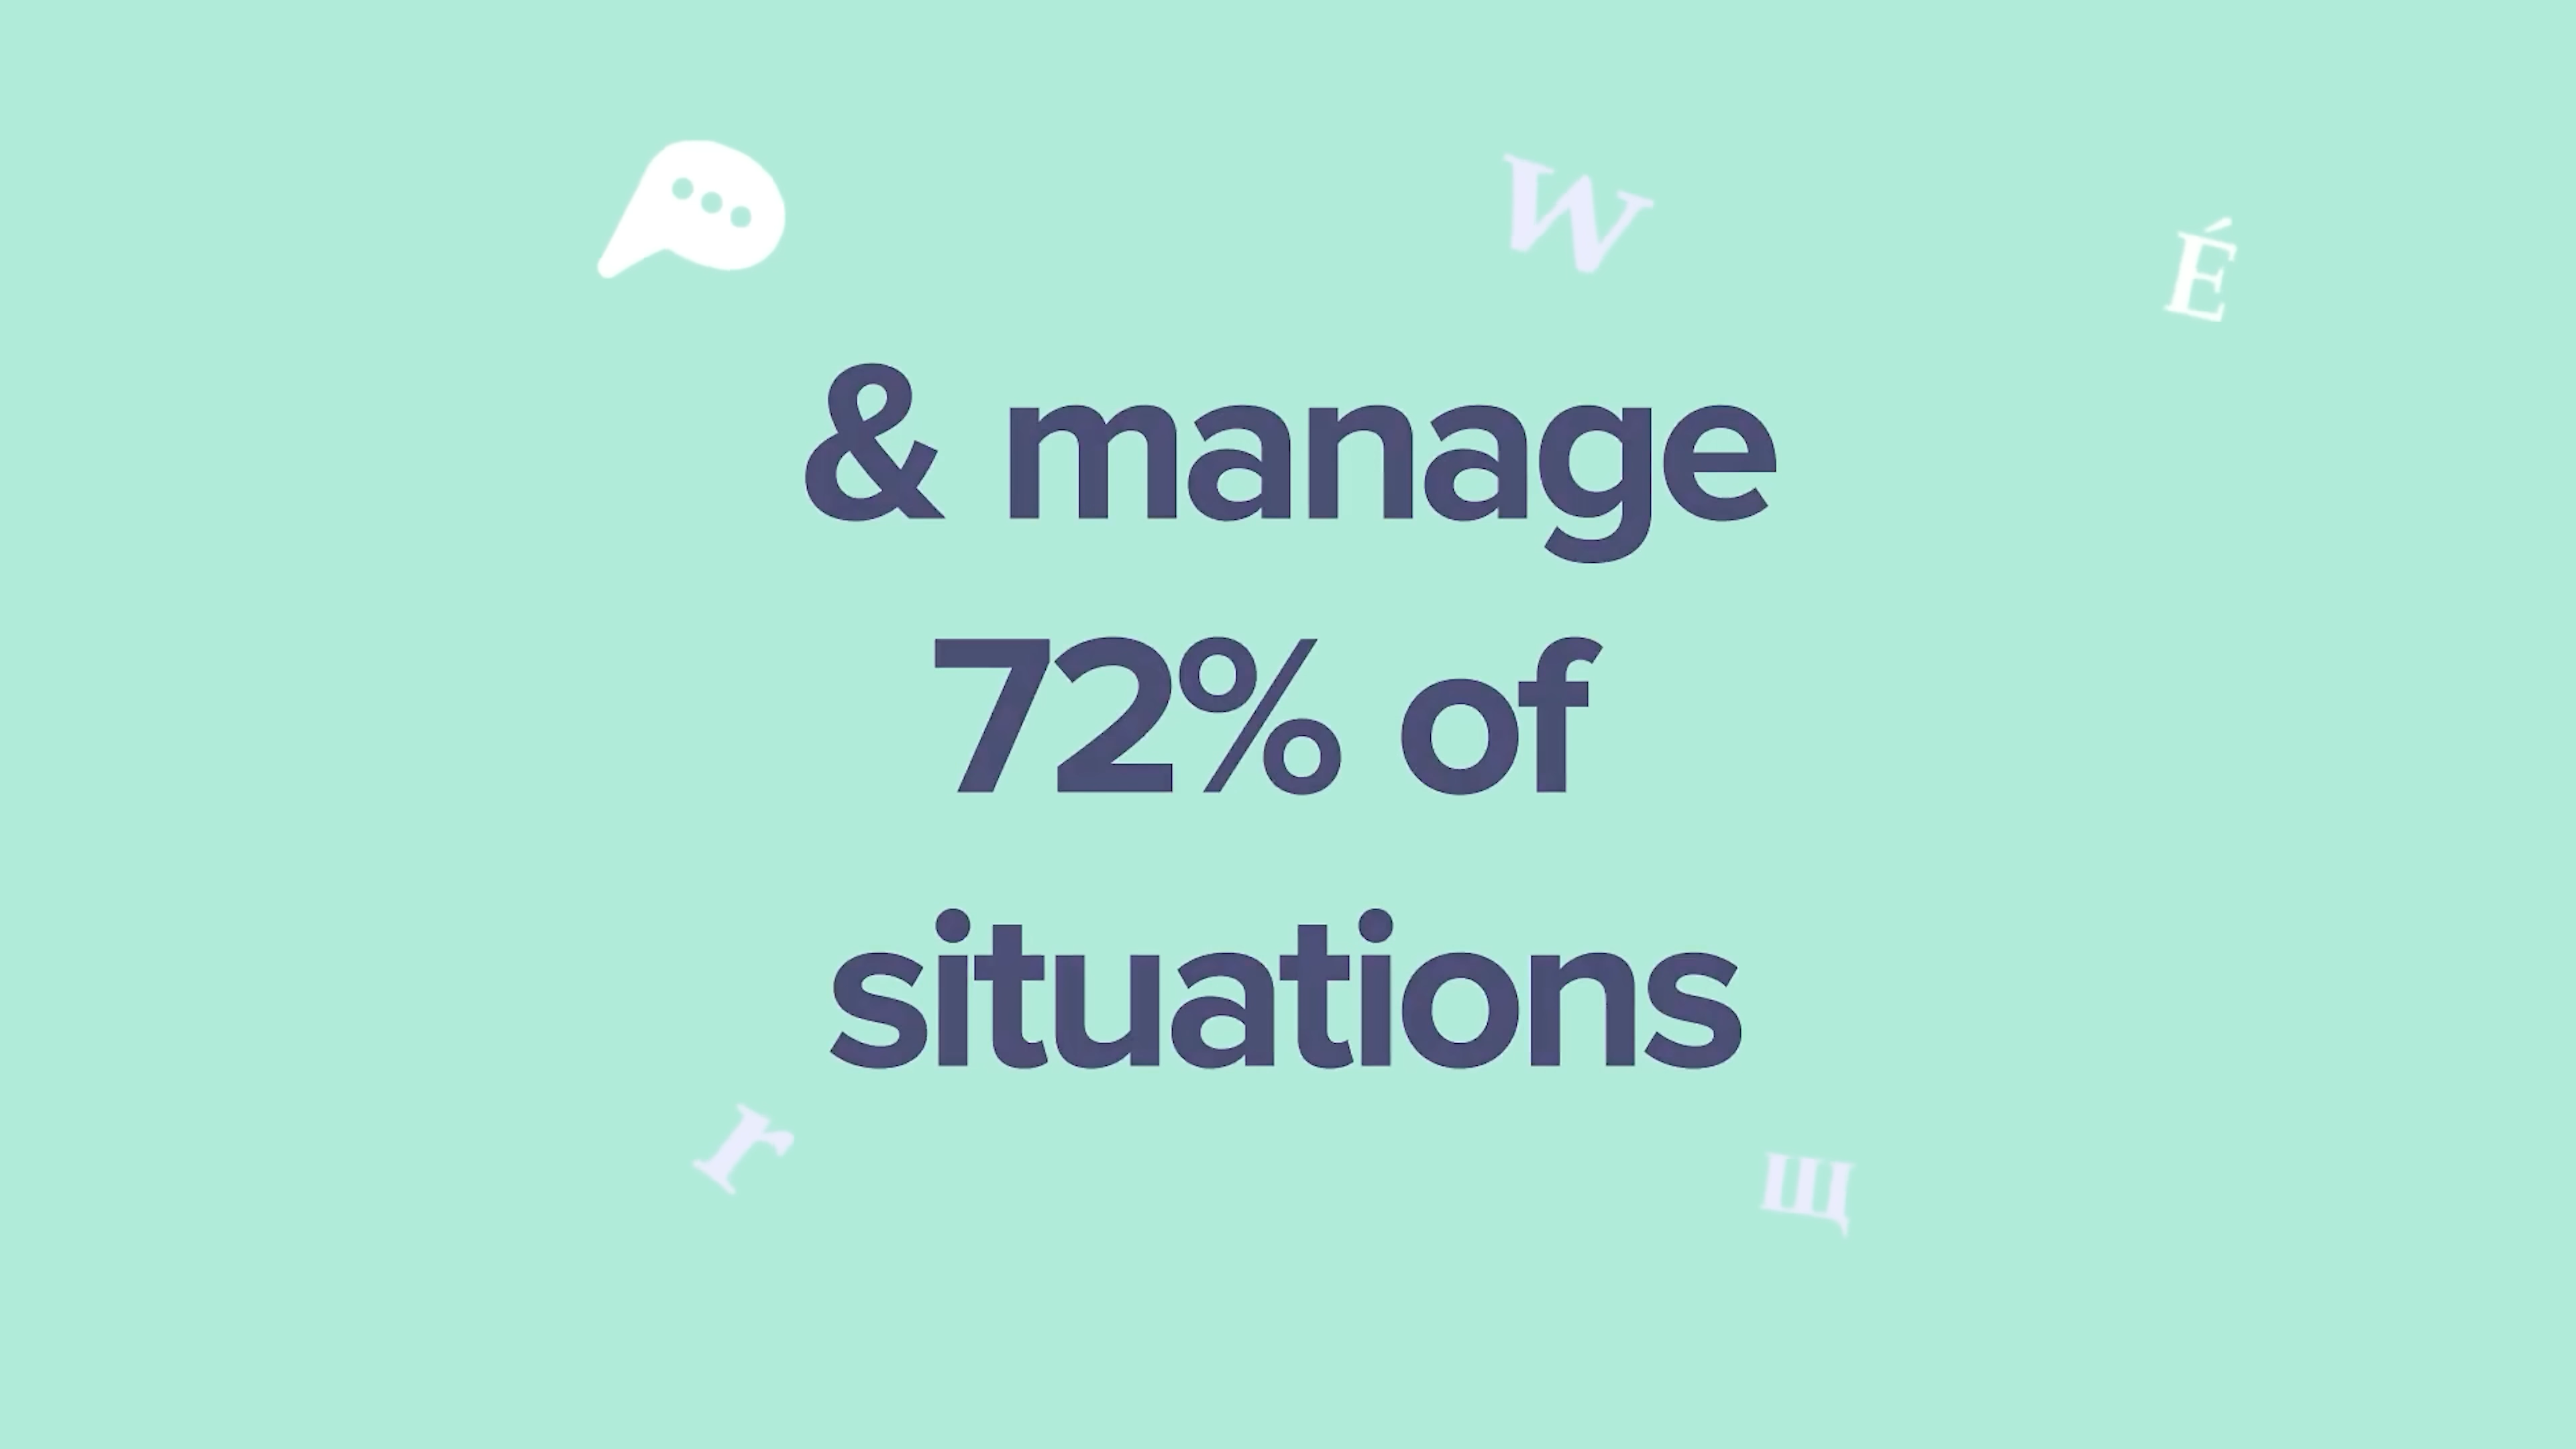 W
É
& manage
72% of
situations
r
щ